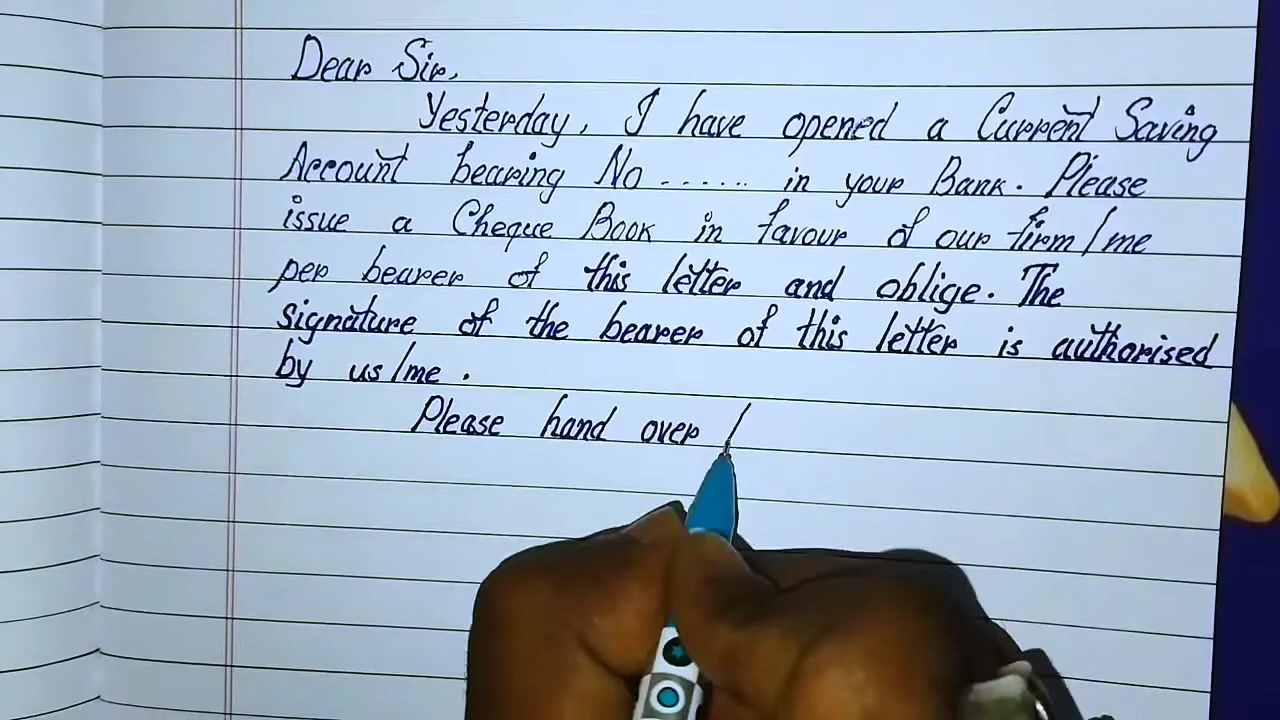 Dear Sir,
Yesterday, I have opened a Current Saving
Account bearing No ...... in your Bank. Please
issue a Cheque Book in favour of our firm/me
per bearer of this letter and oblige. The
signature of the bearer of this letter is authorised
by us/me.
Please hand over /